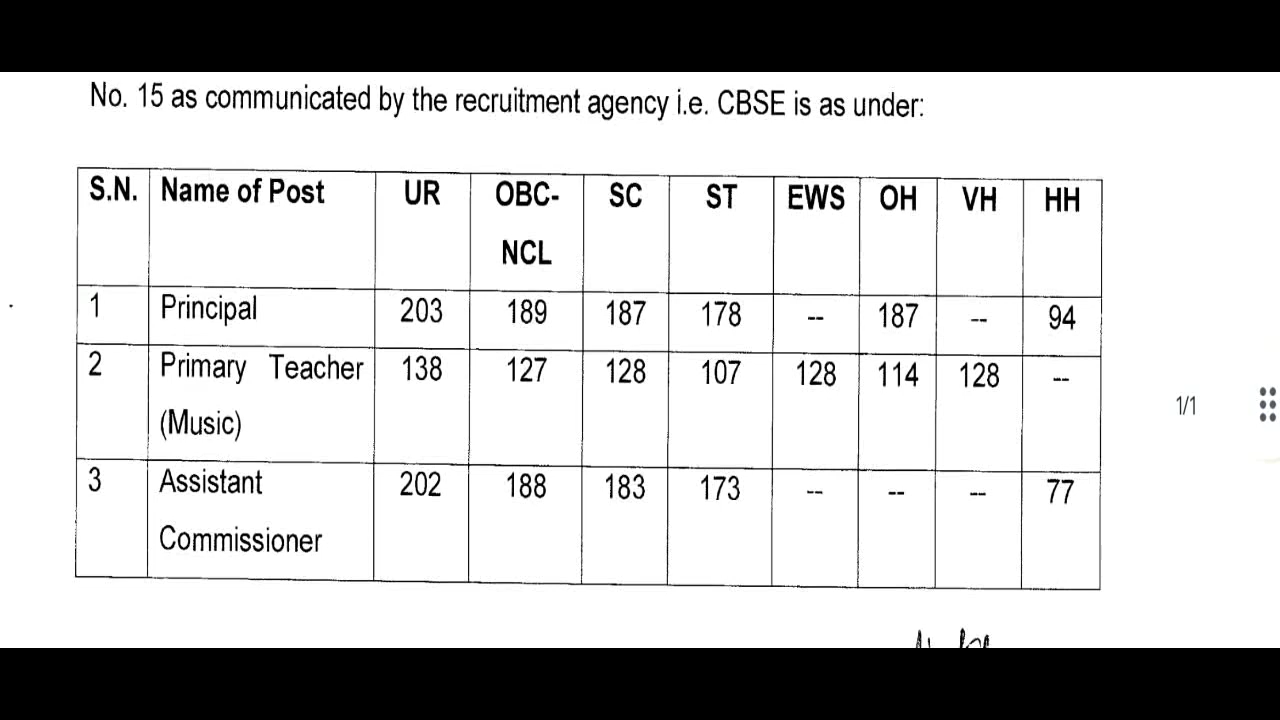 No. 15 as communicated by the recruitment agency i.e. CBSE is as under:
S.N. Name of Post UR OBC- SC ST EWS OH VH HH
NCL
1 Principal 203 189 187 178 -- 187 -- 94
2 Primary Teacher 138 127 128 107 128 114 128 --
(Music)
1/1
3 Assistant 202 188 183 173 -- -- -- 77
Commissioner